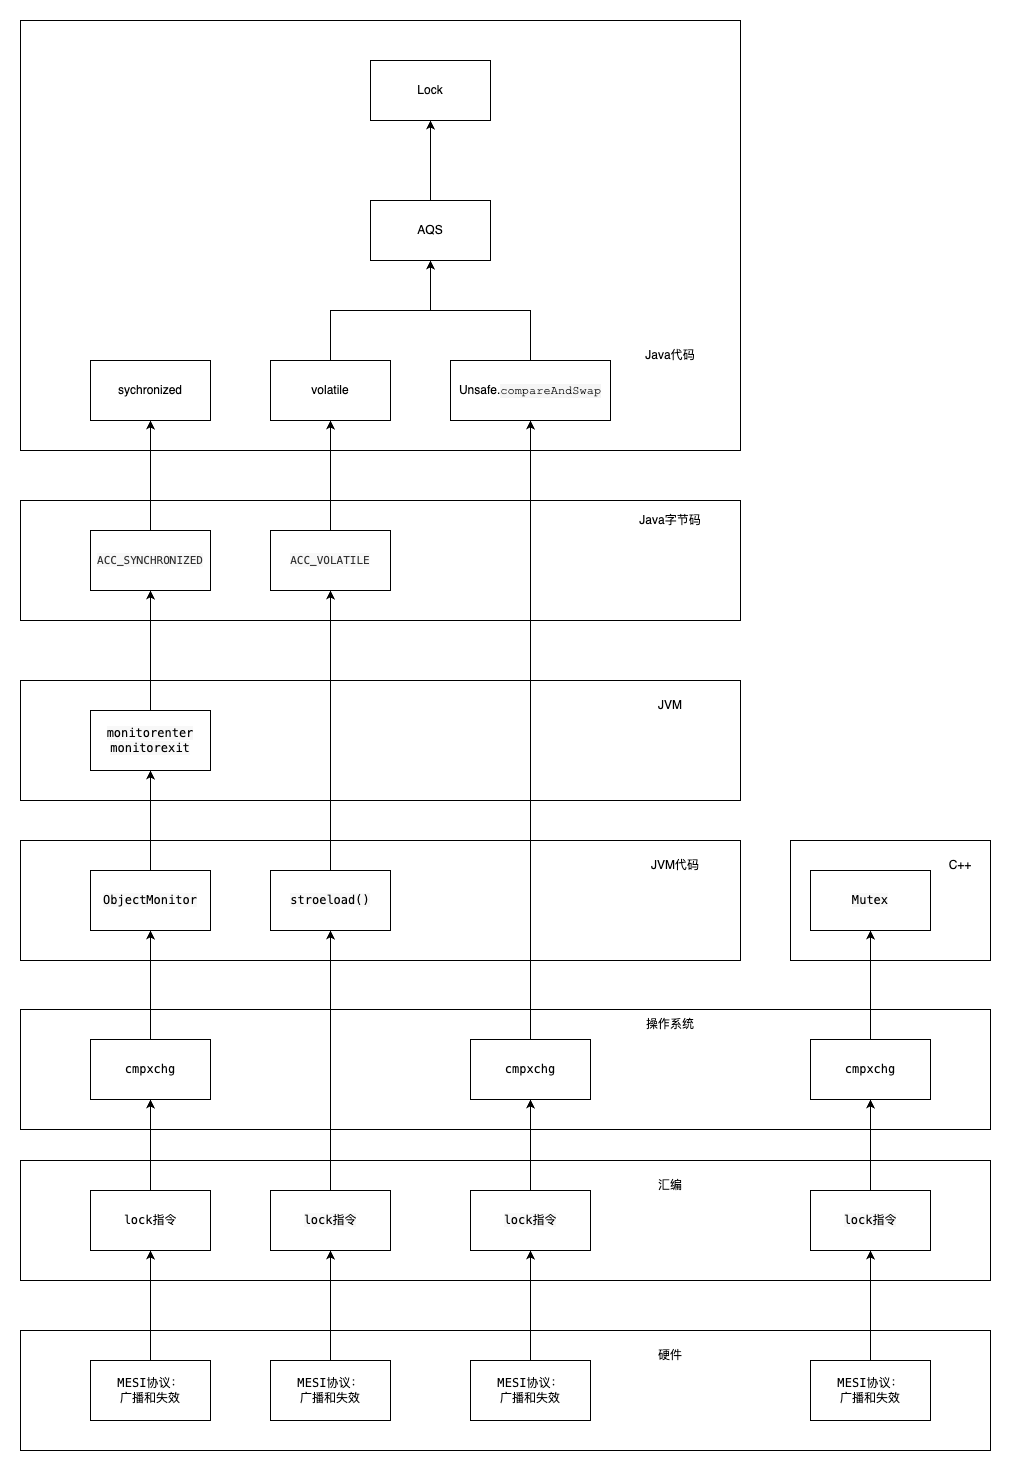 Lock
AQS
Java代码
sychronized
volatile
Unsafe.compareAndSwap
Java字节码
ACC_SYNCHRONIZED
ACC_VOLATILE
JVM
monitorenter
monitorexit
JVM代码
C++
ObjectMonitor
stroeload()
Mutex
操作系统
cmpxchg
cmpxchg
cmpxchg
汇编
lock指令
lock指令
lock指令
lock指令
硬件
MESI协议:
广播和失效
MESI协议:
广播和失效
MESI协议:
广播和失效
MESI协议:
广播和失效